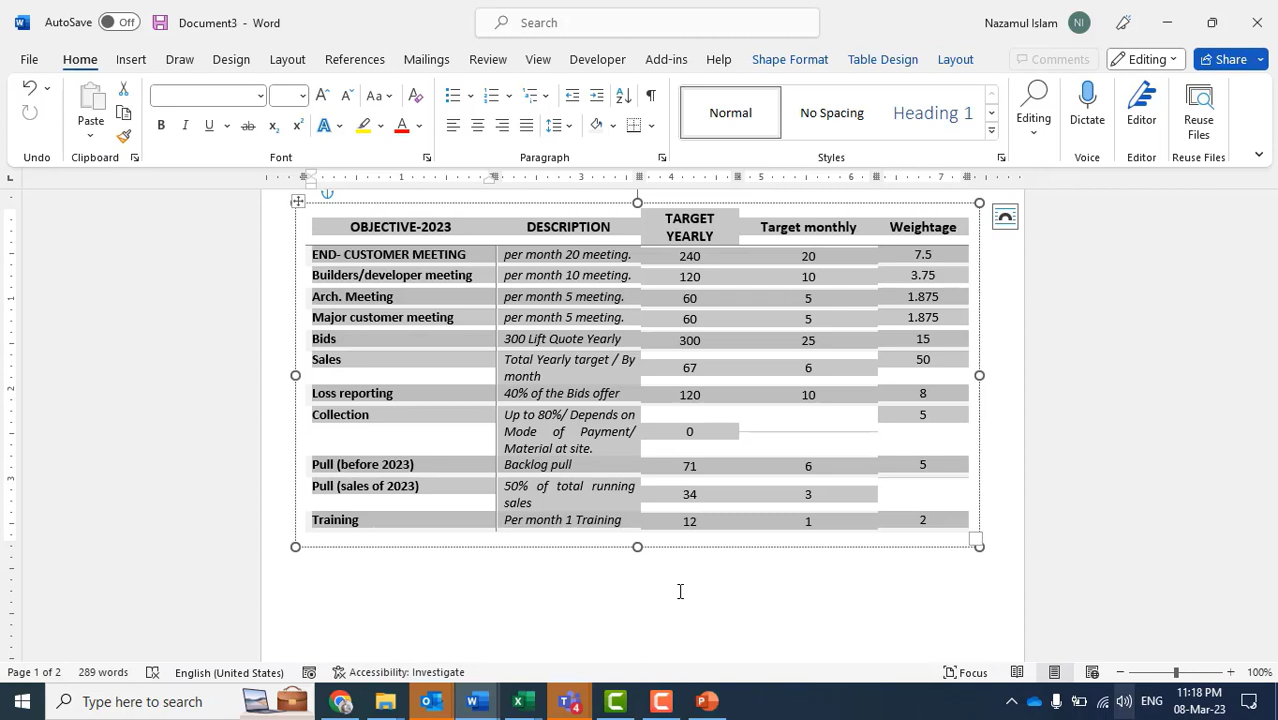 AutoSave Off Document3 - Word Search Nazamul Islam NI
File Home Insert Draw Design Layout References Mailings Review View Developer Add-ins Help Shape Format Table Design Layout Comments Editing Share
Paste Aa A A Normal No Spacing Heading 1 Editing Dictate Editor Reuse
Files
Undo Clipboard Font Paragraph Styles Voice Editor Reuse Files
1 3 4 5 6 7
OBJECTIVE-2023 DESCRIPTION TARGET YEARLY Target monthly Weightage
END- CUSTOMER MEETING per month 20 meeting. 240 20 7.5
Builders/developer meeting per month 10 meeting. 120 10 3.75
Arch. Meeting per month 5 meeting. 60 5 1.875
Major customer meeting per month 5 meeting. 60 5 1.875
Bids 300 Lift Quote Yearly 300 25 15
Sales Total Yearly target / By 67 6 50
month
Loss reporting 40% of the Bids offer 120 10 8
Collection Up to 80%/ Depends on 5
Mode of Payment/ 0
Material at site.
Pull (before 2023) Backlog pull 71 6 5
Pull (sales of 2023) 50% of total running 34 3
sales
Training Per month 1 Training 12 1 2
Page 1 of 2 289 words English (United States) Accessibility: Investigate Focus 100%
Type here to search 4 ENG 11:18 PM
08-Mar-23